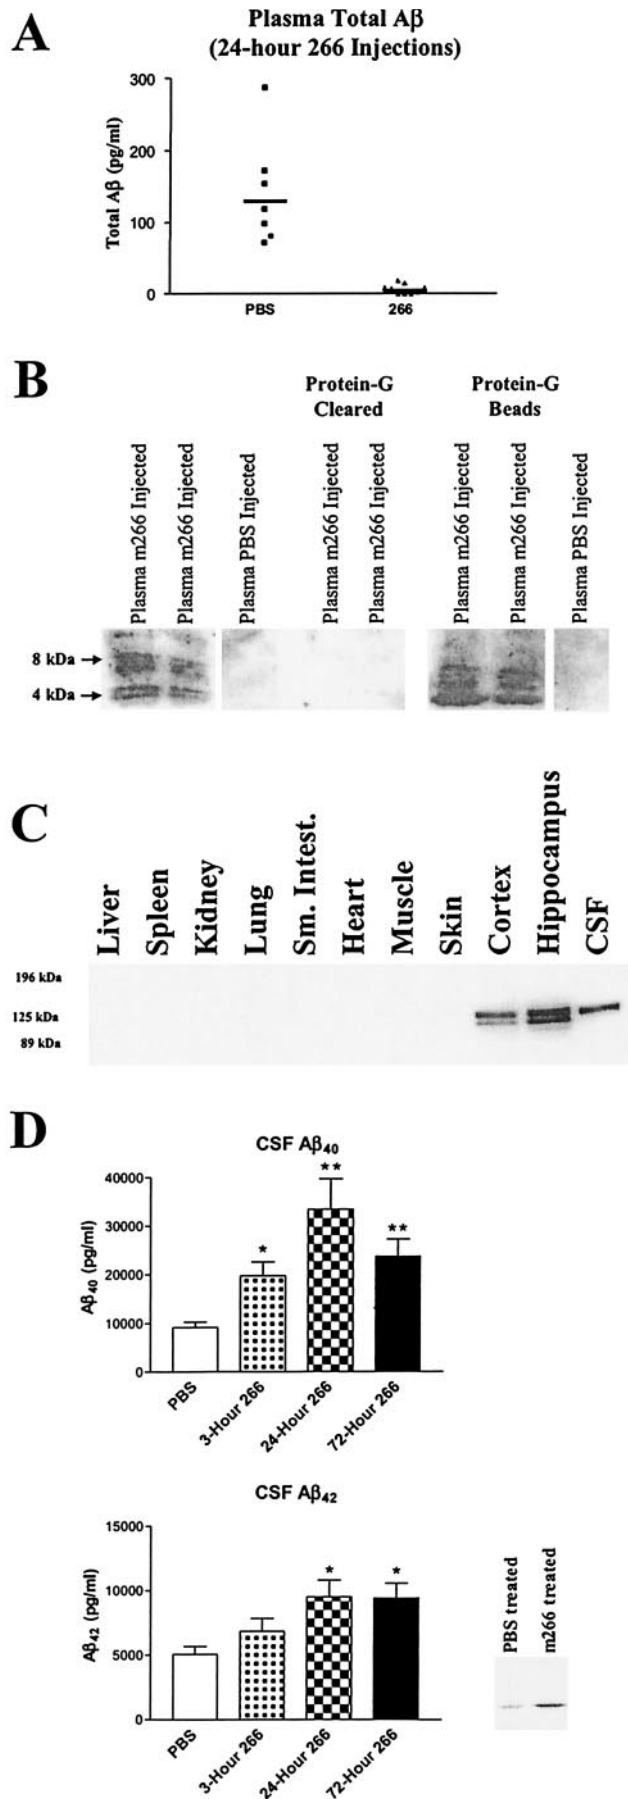 A
Plasma Total Aβ
(24-hour 266 Injections)
Total Aβ (pg/ml)
300
200
100
0
PBS
266
B
Protein-G
Cleared
Protein-G
Beads
Plasma m266 Injected
Plasma m266 Injected
Plasma PBS Injected
Plasma m266 Injected
Plasma m266 Injected
Plasma m266 Injected
Plasma m266 Injected
Plasma PBS Injected
8 kDa
4 kDa
C
Liver
Spleen
Kidney
Lung
Sm. Intest.
Heart
Muscle
Skin
Cortex
Hippocampus
CSF
196 kDa
125 kDa
89 kDa
D
CSF Aβ40
Aβ40 (pg/ml)
40000
30000
20000
10000
0
*
**
**
PBS
3-Hour 266
24-Hour 266
72-Hour 266
CSF Aβ42
Aβ42 (pg/ml)
15000
10000
5000
0
*
*
PBS
3-Hour 266
24-Hour 266
72-Hour 266
PBS treated
m266 treated